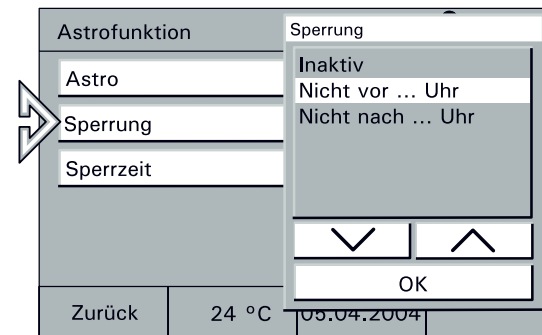 Astrofunktion
Astro
Sperrung
Sperrzeit
Sperrung
Inaktiv
Nicht vor ... Uhr
Nicht nach ... Uhr
OK
Zurück
24 °C
05.04.2004